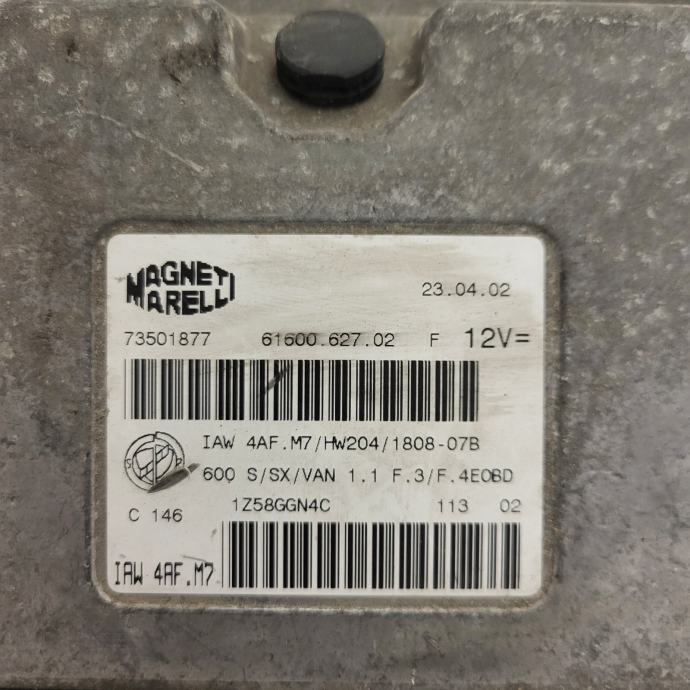 MAGNETI
MARELLI
23.04.02
73501877 61600.627.02 F 12V=
IAW 4AF.M7/HW204/1808-07B
600 S/SX/VAN 1.1 F.3/F.4EOBD
C 146 1Z58GGN4C 113 02
IAW 4AF.M7